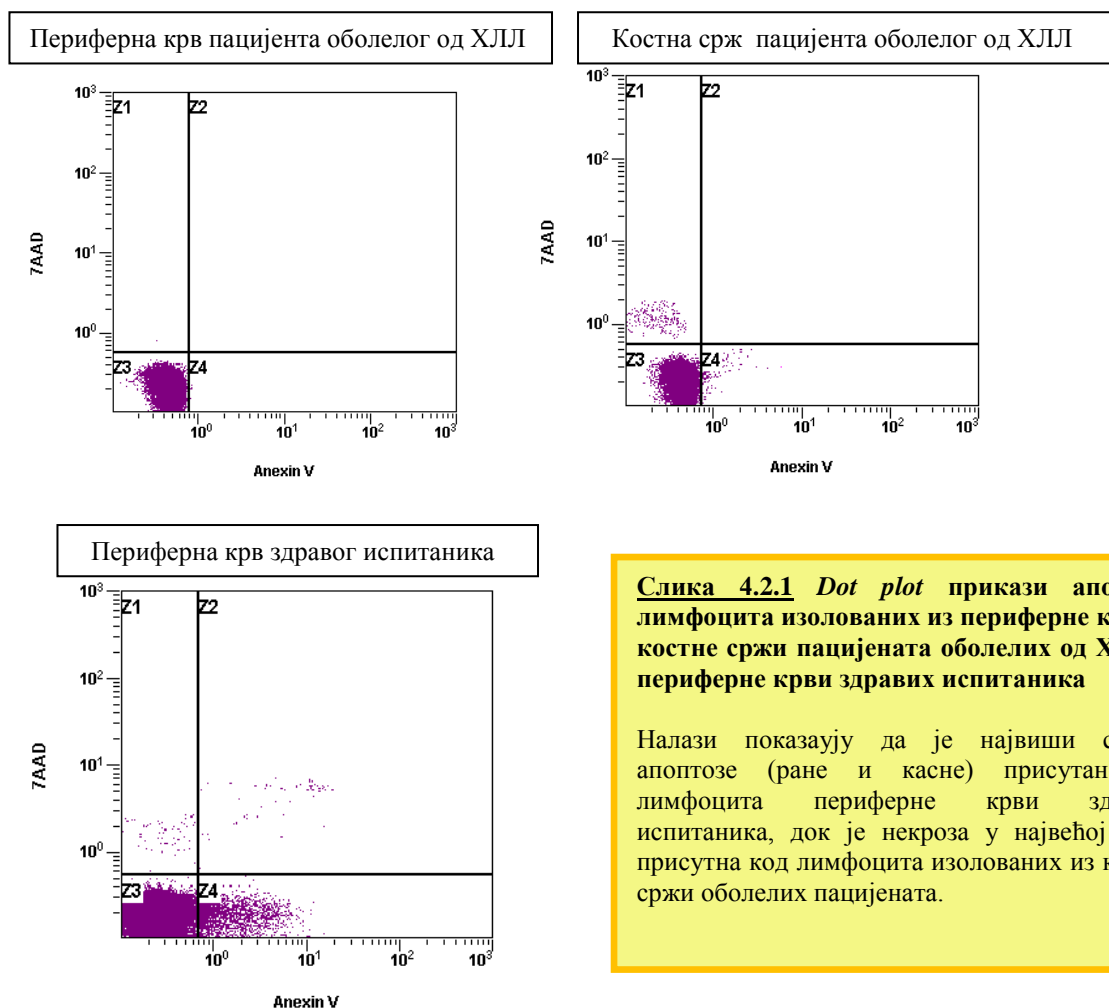 Периферна крв пацијента оболелог од ХЛЛ
Костна срж пацијента оболелог од ХЛЛ
10³
Z1
Z2
10²
7AAD
10¹
10⁰
Z3
Z4
10⁰
10¹
10²
10³
Anexin V
10³
Z1
Z2
10²
7AAD
10¹
10⁰
Z3
Z4
10⁰
10¹
10²
10³
Anexin V
Периферна крв здравог испитаника
10³
Z1
Z2
10²
7AAD
10¹
10⁰
Z3
Z4
10⁰
10¹
10²
10³
Anexin V
Слика 4.2.1 Dot plot прикази
лимфоцита изолованих из периферне
костне сржи пацијената оболелих од
периферне крви здравих испитаника
Налази показаују да је највиши
апоптозе (ране и касне)
лимфоцита периферне крви
испитаника, док је некроза у највећој
присутна код лимфоцита изолованих из
сржи оболелих пацијената.